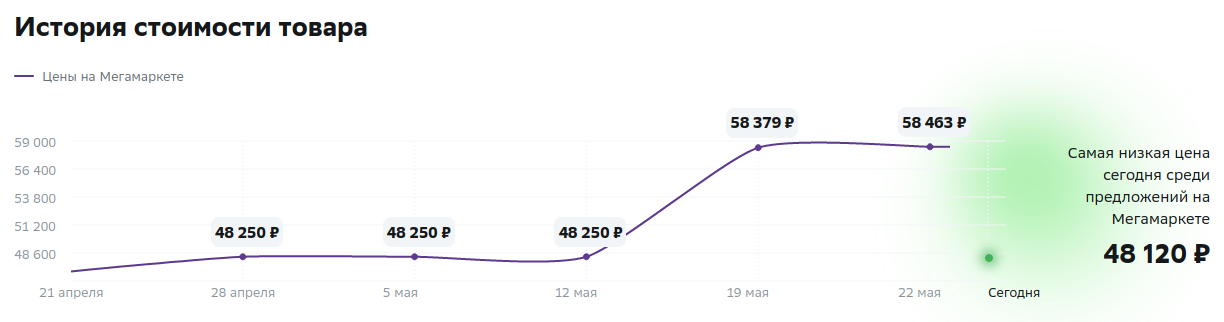 История стоимости товара
Цены на Мегамаркете
59 000
56 400
53 800
51 200
48 600
48 250 ₽
48 250 ₽
48 250 ₽
58 379 ₽
58 463 ₽
21 апреля
28 апреля
5 мая
12 мая
19 мая
22 мая
Сегодня
Самая низкая цена
сегодня среди
предложений на
Мегамаркете
48 120 ₽